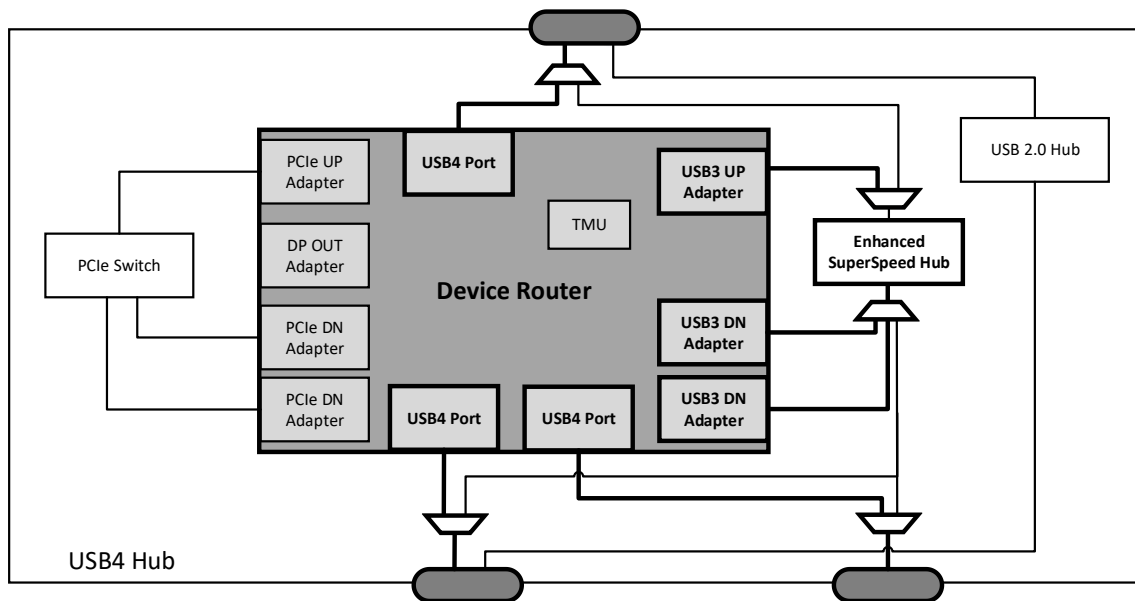 USB 2.0 Hub
PCIe UP
Adapter
USB4 Port
USB3 UP
Adapter
TMU
DP OUT
Adapter
PCIe Switch
Enhanced
SuperSpeed Hub
Device Router
PCIe DN
Adapter
USB3 DN
Adapter
PCIe DN
Adapter
USB4 Port
USB4 Port
USB3 DN
Adapter
USB4 Hub